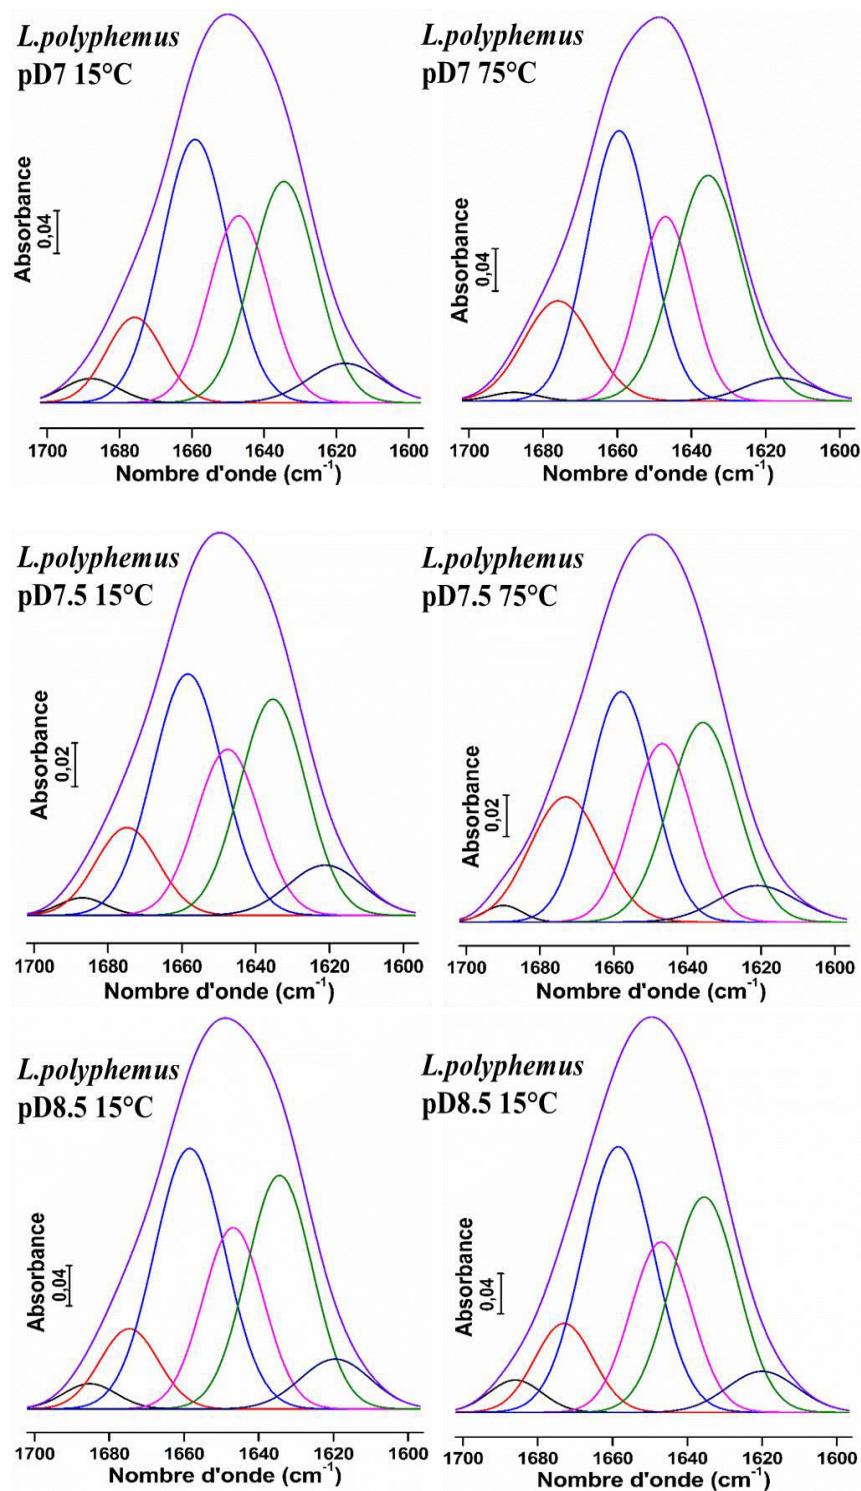 L.polyphemus
pD7 15°C
Absorbance
0,04
1700 1680 1660 1640 1620 1600
Nombre d'onde (cm-1)
L.polyphemus
pD7 75°C
Absorbance
0,04
1700 1680 1660 1640 1620 1600
Nombre d'onde (cm-1)
L.polyphemus
pD7.5 15°C
Absorbance
0,02
1700 1680 1660 1640 1620 1600
Nombre d'onde (cm-1)
L.polyphemus
pD7.5 75°C
Absorbance
0,02
1700 1680 1660 1640 1620 1600
Nombre d'onde (cm-1)
L.polyphemus
pD8.5 15°C
Absorbance
0,04
1700 1680 1660 1640 1620 1600
Nombre d'onde (cm-1)
L.polyphemus
pD8.5 15°C
Absorbance
0,04
1700 1680 1660 1640 1620 1600
Nombre d'onde (cm-1)